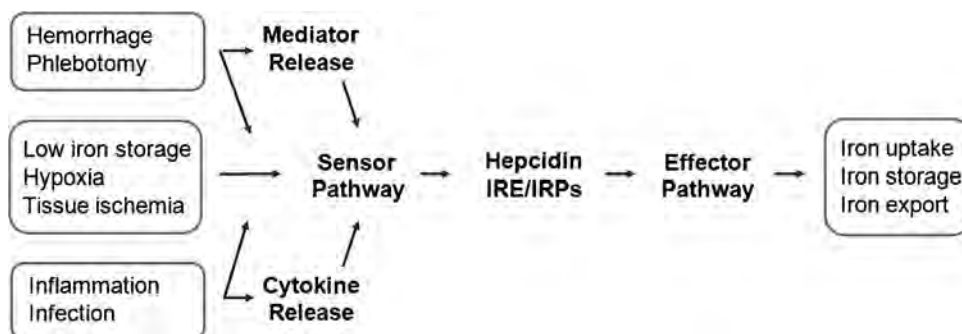 Hemorrhage
Phlebotomy
Mediator
Release
Low iron storage
Hypoxia
Tissue ischemia
Sensor
Pathway
Hepcidin
IRE/IRPs
Effector
Pathway
Iron uptake
Iron storage
Iron export
Inflammation
Infection
Cytokine
Release